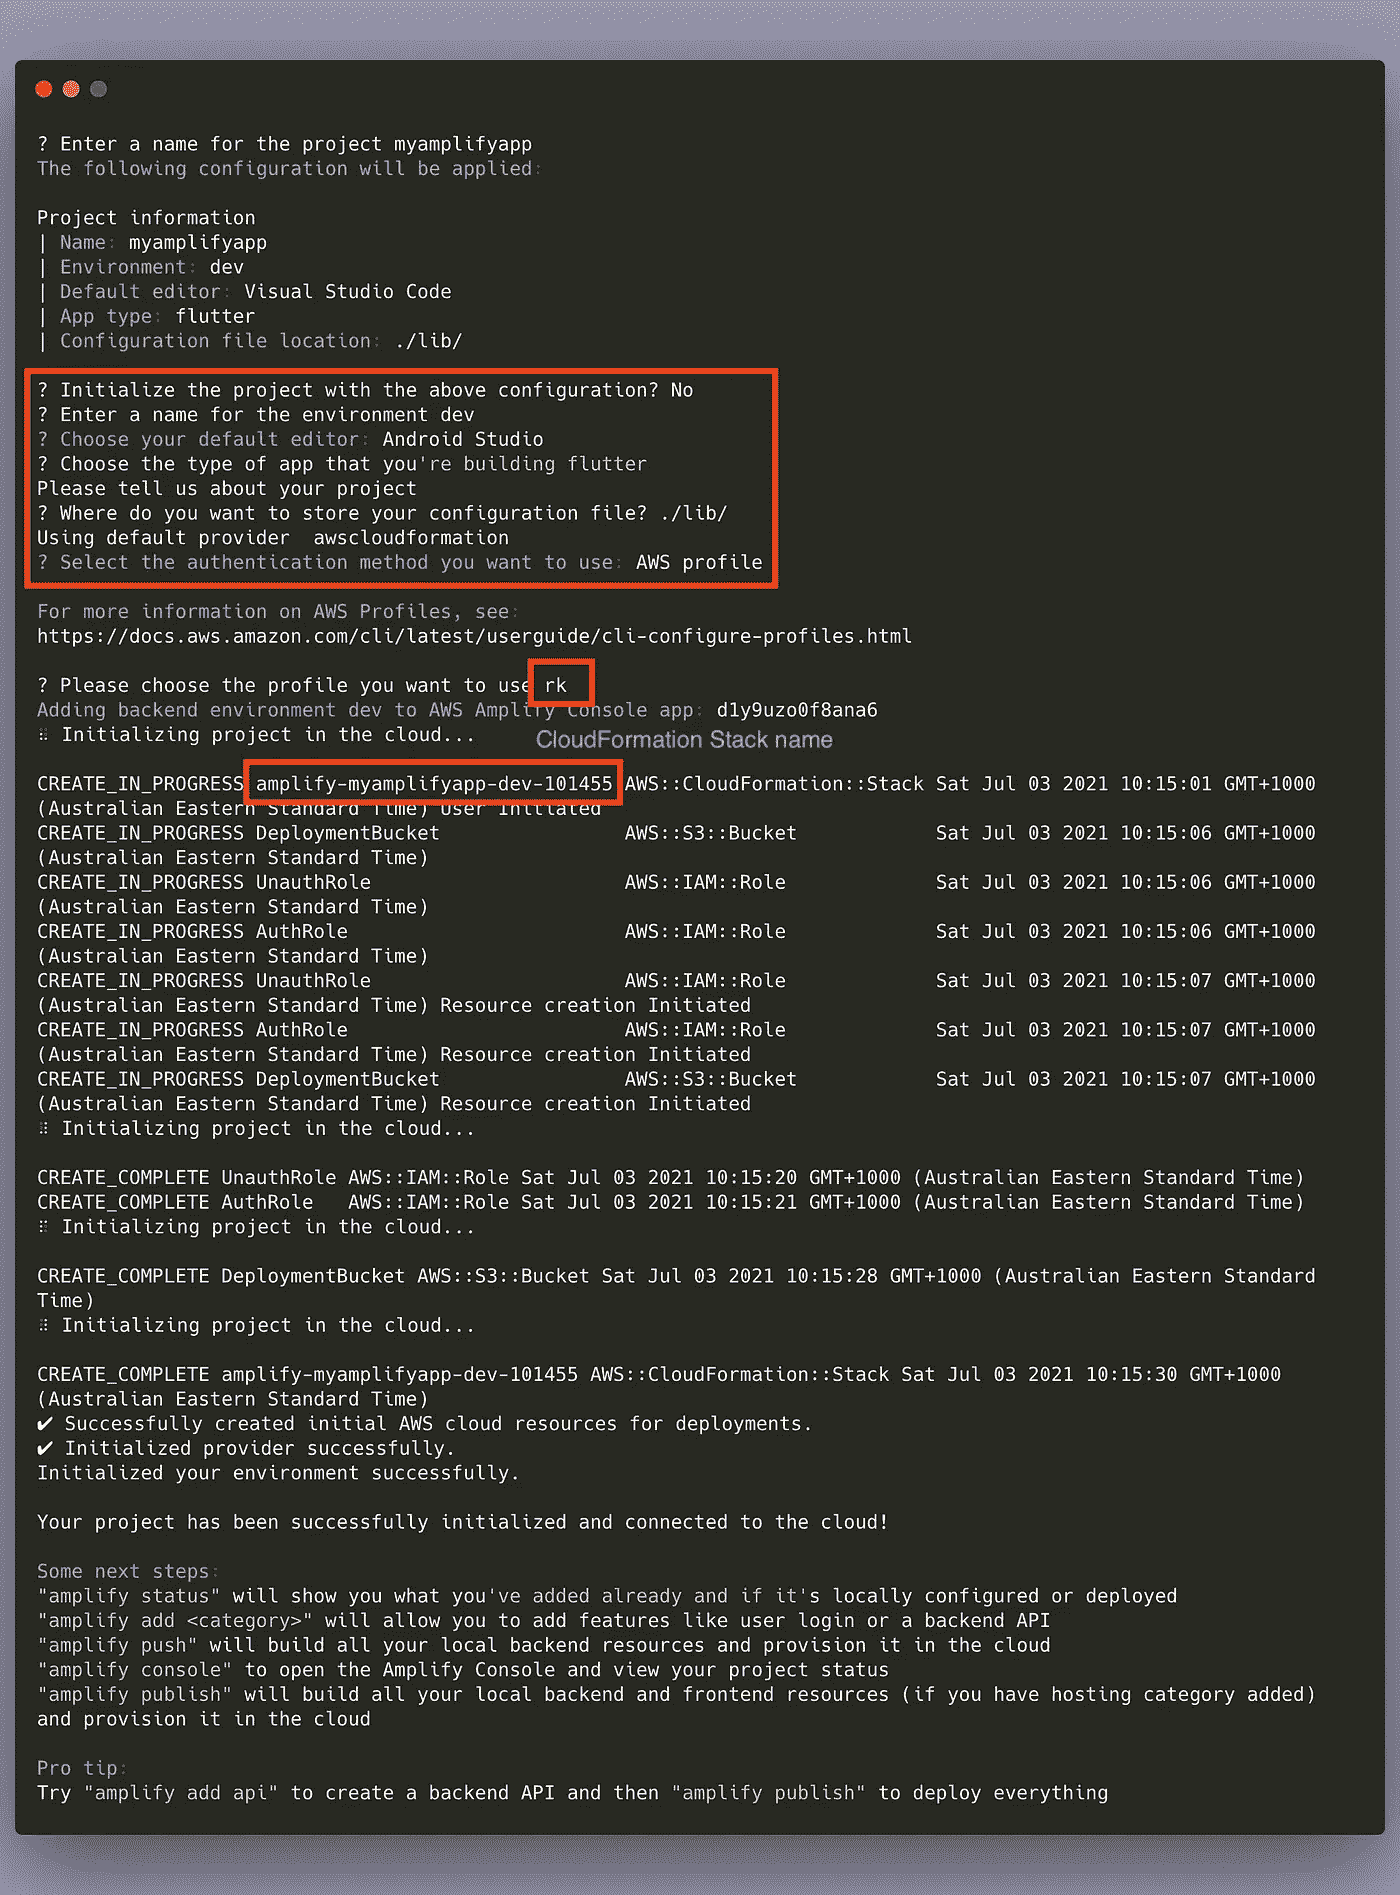 ? Enter a name for the project myamplifyapp
The following configuration will be applied:
Project information
| Name: myamplifyapp
| Environment: dev
| Default editor: Visual Studio Code
| App type: flutter
| Configuration file location: ./lib/
? Initialize the project with the above configuration? No
? Enter a name for the environment dev
? Choose your default editor: Android Studio
? Choose the type of app that you're building flutter
Please tell us about your project
? Where do you want to store your configuration file? ./lib/
Using default provider  awscloudformation
? Select the authentication method you want to use: AWS profile
For more information on AWS Profiles, see:
https://docs.aws.amazon.com/cli/latest/userguide/cli-configure-profiles.html
? Please choose the profile you want to use rk
Adding backend environment dev to AWS Amplify Console app: d1y9uzo0f8ana6
⠸ Initializing project in the cloud...
CloudFormation Stack name
CREATE_IN_PROGRESS amplify-myamplifyapp-dev-101455 AWS::CloudFormation::Stack Sat Jul 03 2021 10:15:01 GMT+1000
(Australian Eastern Standard Time) User Initiated
CREATE_IN_PROGRESS DeploymentBucket AWS::S3::Bucket Sat Jul 03 2021 10:15:06 GMT+1000
(Australian Eastern Standard Time)
CREATE_IN_PROGRESS UnauthRole AWS::IAM::Role Sat Jul 03 2021 10:15:06 GMT+1000
(Australian Eastern Standard Time)
CREATE_IN_PROGRESS AuthRole AWS::IAM::Role Sat Jul 03 2021 10:15:06 GMT+1000
(Australian Eastern Standard Time)
CREATE_IN_PROGRESS UnauthRole AWS::IAM::Role Sat Jul 03 2021 10:15:07 GMT+1000
(Australian Eastern Standard Time) Resource creation Initiated
CREATE_IN_PROGRESS AuthRole AWS::IAM::Role Sat Jul 03 2021 10:15:07 GMT+1000
(Australian Eastern Standard Time) Resource creation Initiated
CREATE_IN_PROGRESS DeploymentBucket AWS::S3::Bucket Sat Jul 03 2021 10:15:07 GMT+1000
(Australian Eastern Standard Time) Resource creation Initiated
⠸ Initializing project in the cloud...
CREATE_COMPLETE UnauthRole AWS::IAM::Role Sat Jul 03 2021 10:15:20 GMT+1000 (Australian Eastern Standard Time)
CREATE_COMPLETE AuthRole   AWS::IAM::Role Sat Jul 03 2021 10:15:21 GMT+1000 (Australian Eastern Standard Time)
⠸ Initializing project in the cloud...
CREATE_COMPLETE DeploymentBucket AWS::S3::Bucket Sat Jul 03 2021 10:15:28 GMT+1000 (Australian Eastern Standard
Time)
⠸ Initializing project in the cloud...
CREATE_COMPLETE amplify-myamplifyapp-dev-101455 AWS::CloudFormation::Stack Sat Jul 03 2021 10:15:30 GMT+1000
(Australian Eastern Standard Time)
✔ Successfully created initial AWS cloud resources for deployments.
✔ Initialized provider successfully.
Initialized your environment successfully.
Your project has been successfully initialized and connected to the cloud!
Some next steps:
"amplify status" will show you what you've added already and if it's locally configured or deployed
"amplify add <category>" will allow you to add features like user login or a backend API
"amplify push" will build all your local backend resources and provision it in the cloud
"amplify console" to open the Amplify Console and view your project status
"amplify publish" will build all your local backend and frontend resources (if you have hosting category added)
and provision it in the cloud
Pro tip:
Try "amplify add api" to create a backend API and then "amplify publish" to deploy everything